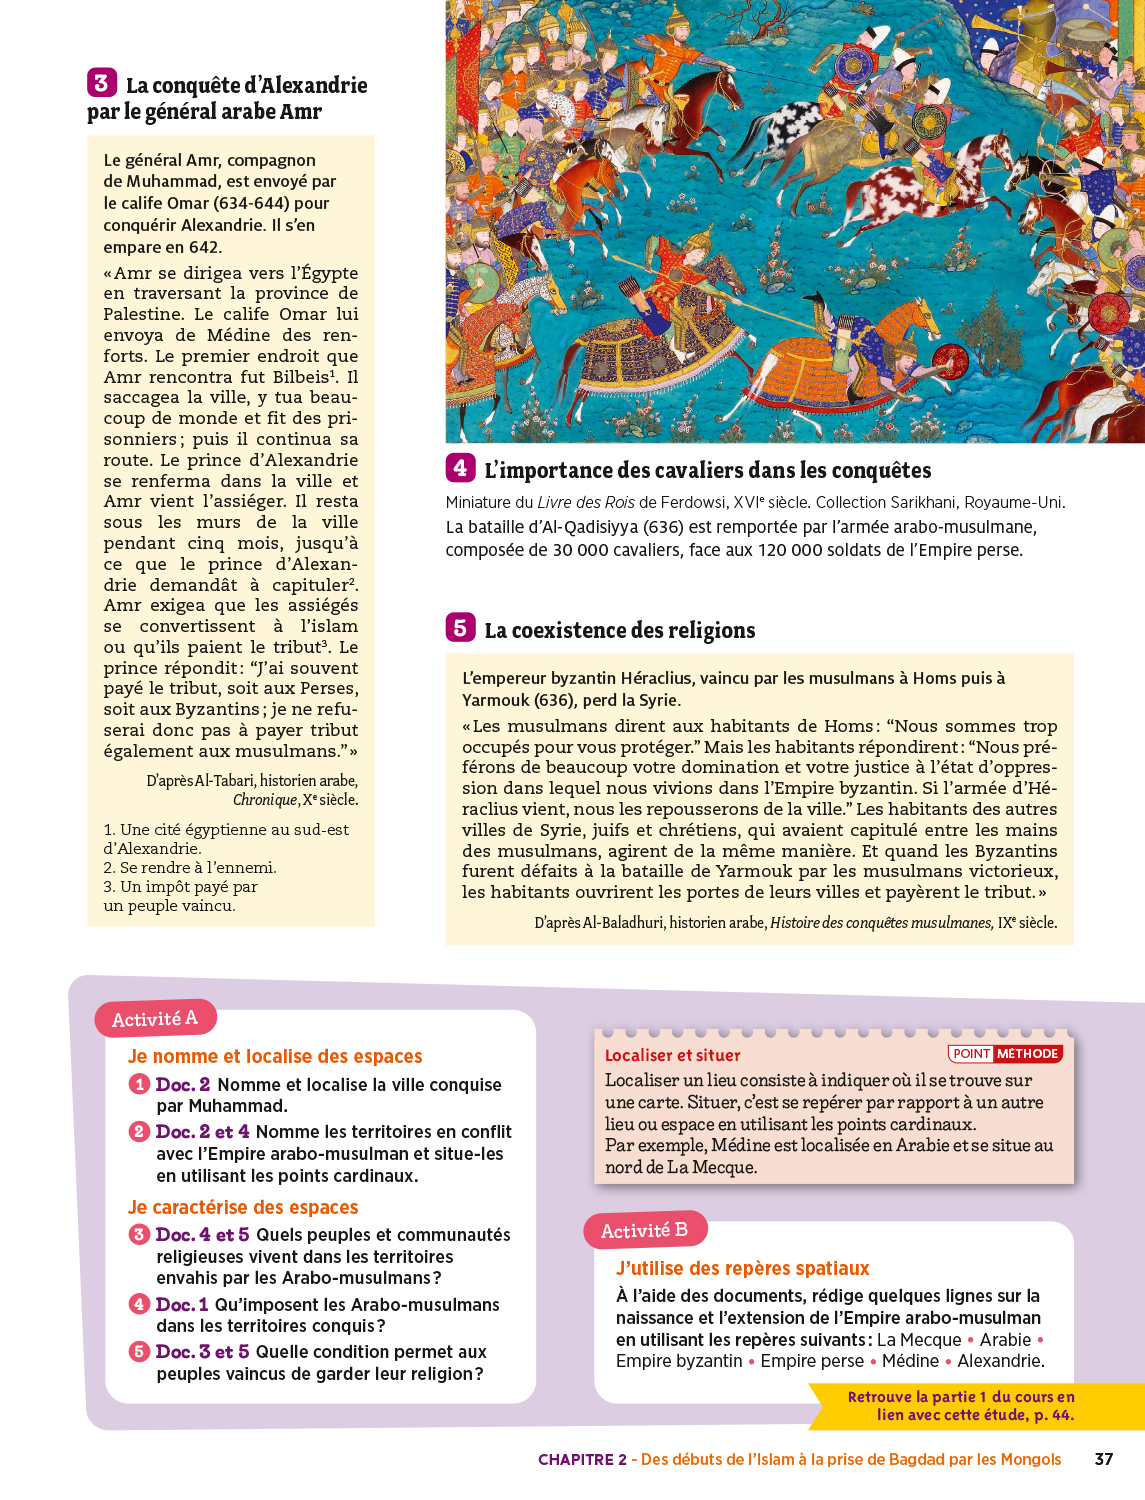 3 La conquête d'Alexandrie
par le général arabe Amr
Le général Amr, compagnon
de Muhammad, est envoyé par
le calife Omar (634-644) pour
conquérir Alexandrie. Il s'en
empare en 642.
« Amr se dirigea vers l'Égypte
en traversant la province de
Palestine. Le calife Omar lui
envoya de Médine des ren-
forts. Le premier endroit que
Amr rencontra fut Bilbeis¹. Il
saccagea la ville, y tua beau-
coup de monde et fit des pri-
sonniers ; puis il continua sa
route. Le prince d'Alexandrie
se renferma dans la ville et
Amr vient l'assiéger. Il resta
sous les murs de la ville
pendant cinq mois, jusqu'à
ce que le prince d'Alexan-
drie demandât à capituler².
Amr exigea que les assiégés
se convertissent à l'islam
ou qu'ils paient le tribut³. Le
prince répondit : "J'ai souvent
payé le tribut, soit aux Perses,
soit aux Byzantins ; je ne refu-
serai donc pas à payer tribut
également aux musulmans." »
D'après Al-Tabari, historien arabe,
Chronique, Xe siècle.
1. Une cité égyptienne au sud-est
d'Alexandrie.
2. Se rendre à l'ennemi.
3. Un impôt payé par
un peuple vaincu.
4 L'importance des cavaliers dans les conquêtes
Miniature du Livre des Rois de Ferdowsi, XVIe siècle. Collection Sarikhani, Royaume-Uni.
La bataille d'Al-Qadisiyya (636) est remportée par l'armée arabo-musulmane,
composée de 30 000 cavaliers, face aux 120 000 soldats de l'Empire perse.
5 La coexistence des religions
L'empereur byzantin Héraclius, vaincu par les musulmans à Homs puis à
Yarmouk (636), perd la Syrie.
« Les musulmans dirent aux habitants de Homs : "Nous sommes trop
occupés pour vous protéger." Mais les habitants répondirent : "Nous pré-
férons de beaucoup votre domination et votre justice à l'état d'oppres-
sion dans lequel nous vivions dans l'Empire byzantin. Si l'armée d'Hé-
raclius vient, nous les repousserons de la ville." Les habitants des autres
villes de Syrie, juifs et chrétiens, qui avaient capitulé entre les mains
des musulmans, agirent de la même manière. Et quand les Byzantins
furent défaits à la bataille de Yarmouk par les musulmans victorieux,
les habitants ouvrirent les portes de leurs villes et payèrent le tribut. »
D'après Al-Baladhuri, historien arabe, Histoire des conquêtes musulmanes, IXe siècle.
Activité A
Je nomme et localise des espaces
1 Doc. 2 Nomme et localise la ville conquise
par Muhammad.
2 Doc. 2 et 4 Nomme les territoires en conflit
avec l'Empire arabo-musulman et situe-les
en utilisant les points cardinaux.
Je caractérise des espaces
3 Doc. 4 et 5 Quels peuples et communautés
religieuses vivent dans les territoires
envahis par les Arabo-musulmans ?
4 Doc. 1 Qu'imposent les Arabo-musulmans
dans les territoires conquis ?
5 Doc. 3 et 5 Quelle condition permet aux
peuples vaincus de garder leur religion ?
Localiser et situer
POINT MÉTHODE
Localiser un lieu consiste à indiquer où il se trouve sur
une carte. Situer, c'est se repérer par rapport à un autre
lieu ou espace en utilisant les points cardinaux.
Par exemple, Médine est localisée en Arabie et se situe au
nord de La Mecque.
Activité B
J'utilise des repères spatiaux
À l'aide des documents, rédige quelques lignes sur la
naissance et l'extension de l'Empire arabo-musulman
en utilisant les repères suivants : La Mecque • Arabie •
Empire byzantin • Empire perse • Médine • Alexandrie.
Retrouve la partie 1 du cours en
lien avec cette étude, p. 44.
CHAPITRE 2 - Des débuts de l'Islam à la prise de Bagdad par les Mongols 37